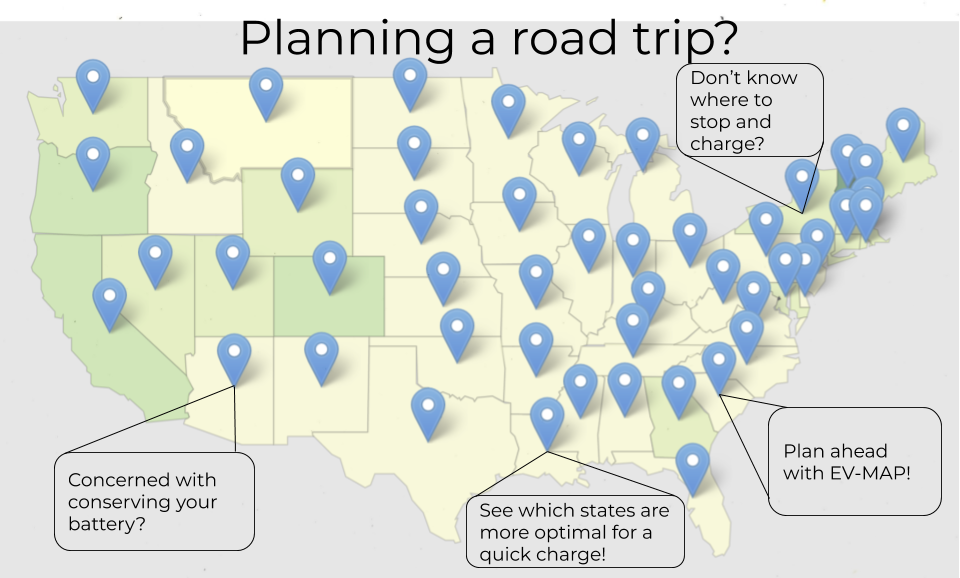 Planning a road trip?
Don't know
where to
stop and
charge?
Concerned with
conserving your
battery?
See which states are
more optimal for a
quick charge!
Plan ahead
with EV-MAP!